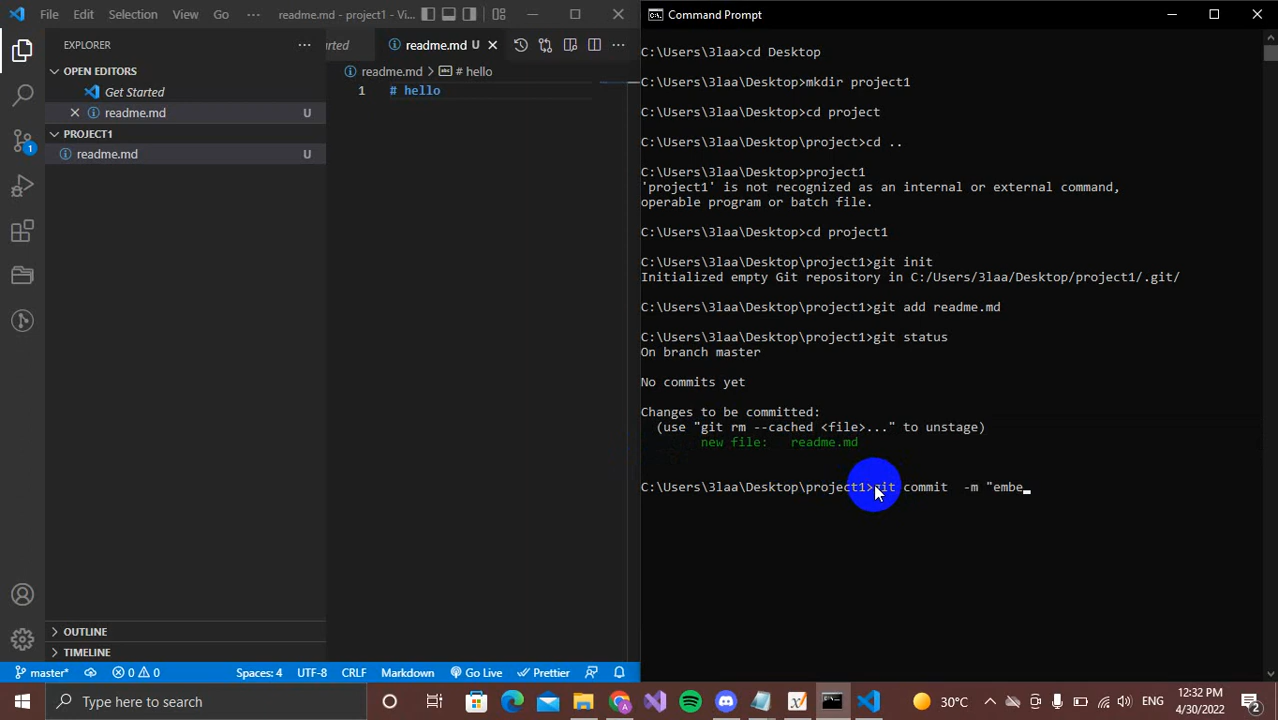 File Edit Selection View Go ··· readme.md - project1 - Vi...
EXPLORER ···
OPEN EDITORS
Get Started
readme.md U
PROJECT1
readme.md U
OUTLINE
TIMELINE
1
arted readme.md U ···
readme.md > # hello
1 # hello
master* 0 0 Spaces: 4 UTF-8 CRLF Markdown Go Live Prettier
Command Prompt
C:\Users\3laa>cd Desktop
C:\Users\3laa\Desktop>mkdir project1
C:\Users\3laa\Desktop>cd project
C:\Users\3laa\Desktop\project>cd ..
C:\Users\3laa\Desktop>project1
'project1' is not recognized as an internal or external command,
operable program or batch file.
C:\Users\3laa\Desktop>cd project1
C:\Users\3laa\Desktop\project1>git init
Initialized empty Git repository in C:/Users/3laa/Desktop/project1/.git/
C:\Users\3laa\Desktop\project1>git add readme.md
C:\Users\3laa\Desktop\project1>git status
On branch master
No commits yet
Changes to be committed:
(use "git rm --cached <file>..." to unstage)
new file: readme.md
C:\Users\3laa\Desktop\project1>git commit -m "embe_
Type here to search
30°C ENG 12:32 PM
4/30/2022
2